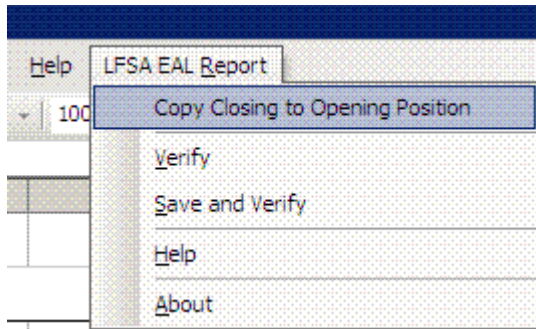 Help LFSA EAL Report
100 Copy Closing to Opening Position
Verify
Save and Verify
Help
About